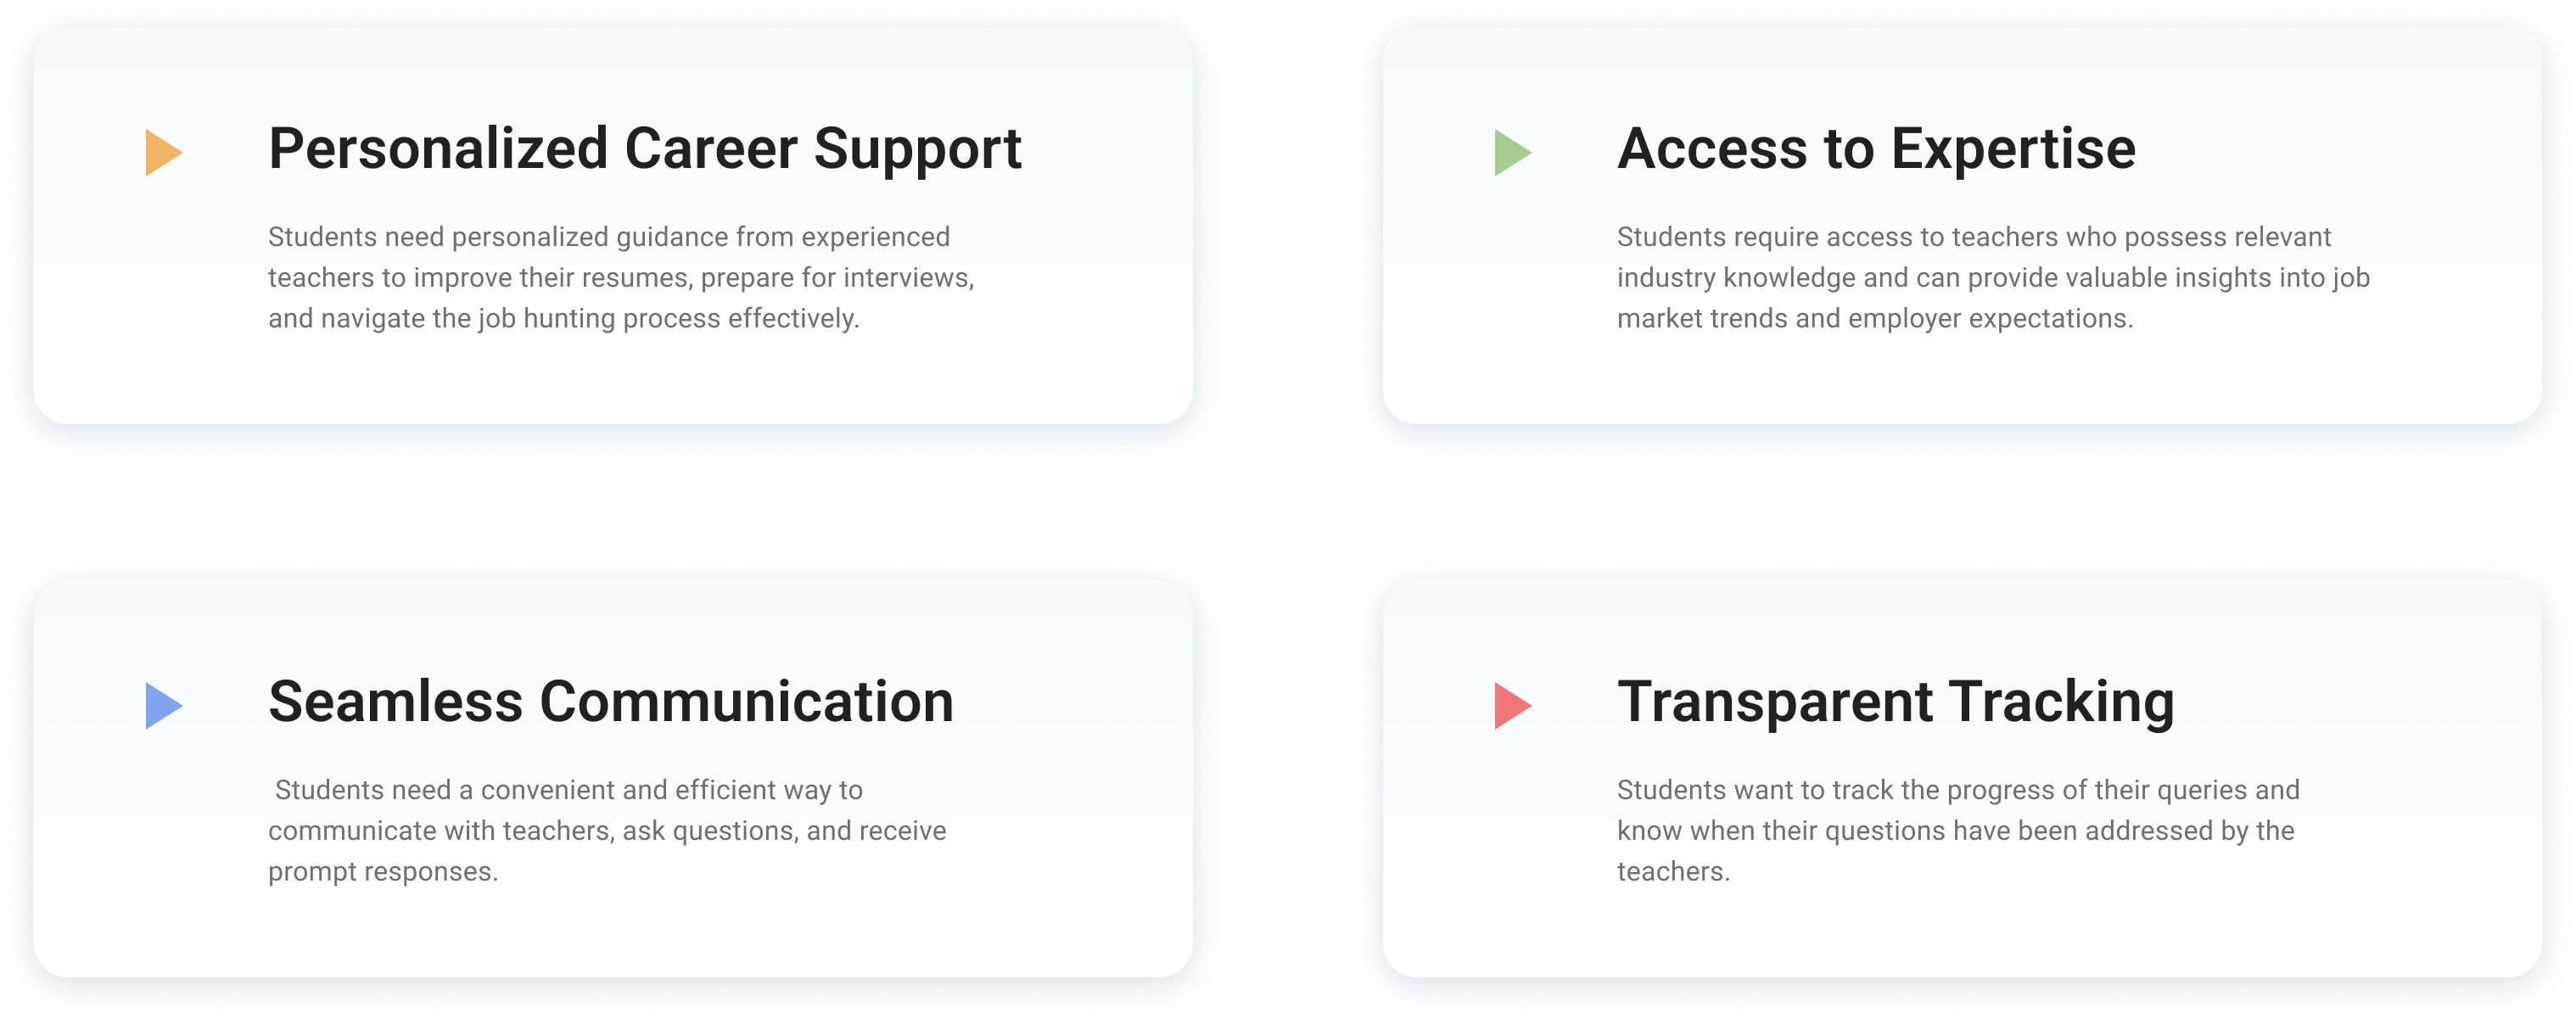 Personalized Career Support
Students need personalized guidance from experienced
teachers to improve their resumes, prepare for interviews,
and navigate the job hunting process effectively.
Access to Expertise
Students require access to teachers who possess relevant
industry knowledge and can provide valuable insights into job
market trends and employer expectations.
Seamless Communication
Students need a convenient and efficient way to
communicate with teachers, ask questions, and receive
prompt responses.
Transparent Tracking
Students want to track the progress of their queries and
know when their questions have been addressed by the
teachers.